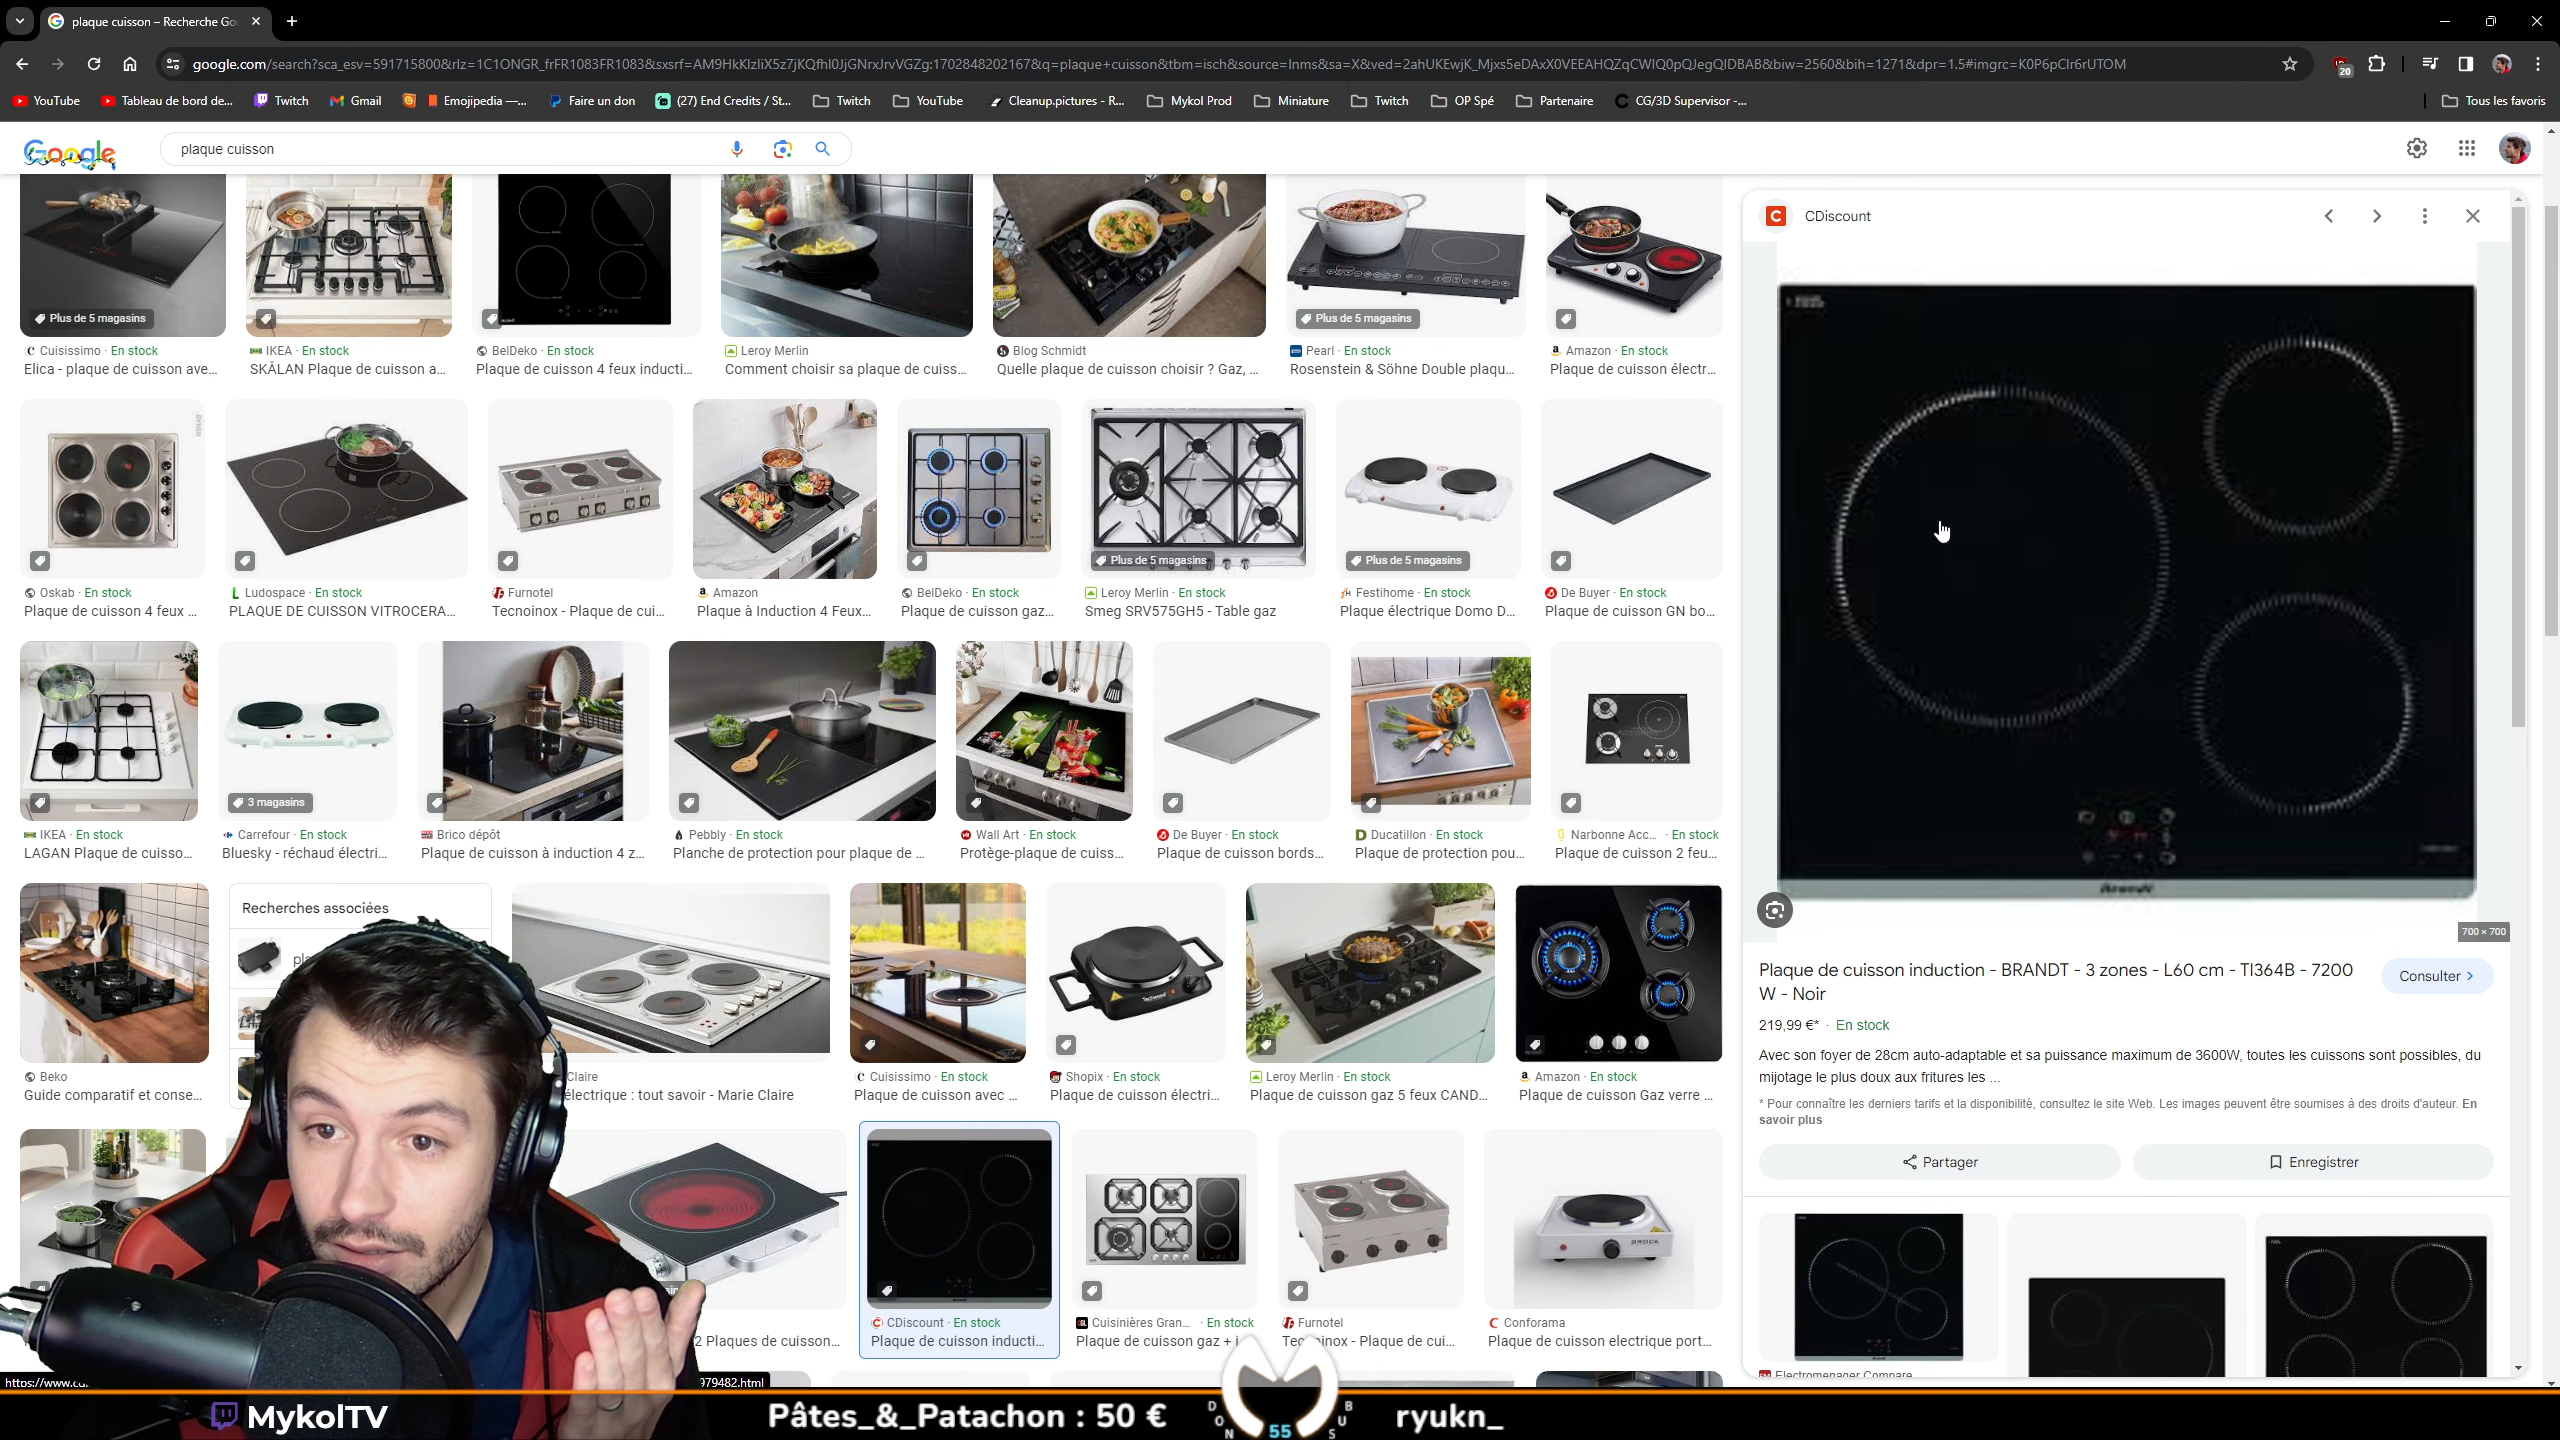 plaque cuisson – Recherche Go
google.com/search?sca_esv=591715800&rlz=1C1ONGR_frFR1083FR1083&sxsrf=AM9HkKlzIiX5z7jKQfhI0JjGNrxJrvVGZg:1702848202167&q=plaque+cuisson&tbm=isch&source=lnms&sa=X&ved=2ahUKEwjK_Mjxs5eDAxX0VEEAHQZqCWIQ0pQJegQIDBAB&biw=2560&bih=1271&dpr=1.5#imgrc=K0P6pClr6rUTOM
20
YouTube
Tableau de bord de...
Twitch
Gmail
Emojipedia —...
Faire un don
(27) End Credits / St...
Twitch
YouTube
Cleanup.pictures - R...
Mykol Prod
Miniature
Twitch
OP Spé
Partenaire
CG/3D Supervisor -...
Tous les favoris
Google
plaque cuisson
Plus de 5 magasins
Plus de 5 magasins
Cuisissimo · En stock
Elica - plaque de cuisson ave...
IKEA · En stock
SKÄLAN Plaque de cuisson a...
BelDeko · En stock
Plaque de cuisson 4 feux inducti...
Leroy Merlin
Comment choisir sa plaque de cuiss...
Blog Schmidt
Quelle plaque de cuisson choisir ? Gaz, ...
Pearl · En stock
Rosenstein & Söhne Double plaqu...
Amazon · En stock
Plaque de cuisson électr...
Plus de 5 magasins
Plus de 5 magasins
Oskab · En stock
Plaque de cuisson 4 feux ...
Ludospace · En stock
PLAQUE DE CUISSON VITROCERA...
Furnotel
Tecnoinox - Plaque de cui...
Amazon
Plaque à Induction 4 Feux...
BelDeko · En stock
Plaque de cuisson gaz...
Leroy Merlin · En stock
Smeg SRV575GH5 - Table gaz
Festihome · En stock
Plaque électrique Domo D...
De Buyer · En stock
Plaque de cuisson GN bo...
3 magasins
IKEA · En stock
LAGAN Plaque de cuisso...
Carrefour · En stock
Bluesky - réchaud électri...
Brico dépôt
Plaque de cuisson à induction 4 z...
Pebbly · En stock
Planche de protection pour plaque de ...
Wall Art · En stock
Protège-plaque de cuiss...
De Buyer · En stock
Plaque de cuisson bords...
Ducatillon · En stock
Plaque de protection pou...
Narbonne Acc... · En stock
Plaque de cuisson 2 feu...
Recherches associées
Beko
Guide comparatif et conse...
Claire
électrique : tout savoir - Marie Claire
Cuisissimo · En stock
Plaque de cuisson avec ...
Shopix · En stock
Plaque de cuisson électri...
Leroy Merlin · En stock
Plaque de cuisson gaz 5 feux CAND...
Amazon · En stock
Plaque de cuisson Gaz verre ...
BROCK
2 Plaques de cuisson...
CDiscount · En stock
Plaque de cuisson inducti...
Cuisinières Gran... · En stock
Plaque de cuisson gaz + i
Furnotel
Tecnoinox - Plaque de cui...
Conforama
Plaque de cuisson electrique port...
979482.html
CDiscount
700 × 700
Plaque de cuisson induction - BRANDT - 3 zones - L60 cm - TI364B - 7200
W - Noir
Consulter
219,99 €* · En stock
Avec son foyer de 28cm auto-adaptable et sa puissance maximum de 3600W, toutes les cuissons sont possibles, du
mijotage le plus doux aux fritures les ...
* Pour connaître les derniers tarifs et la disponibilité, consultez le site Web. Les images peuvent être soumises à des droits d'auteur. En
savoir plus
Partager
Enregistrer
Electromenager Compare
MykolTV
Pâtes_&_Patachon : 50 €
DON
55
SUB
ryukn_